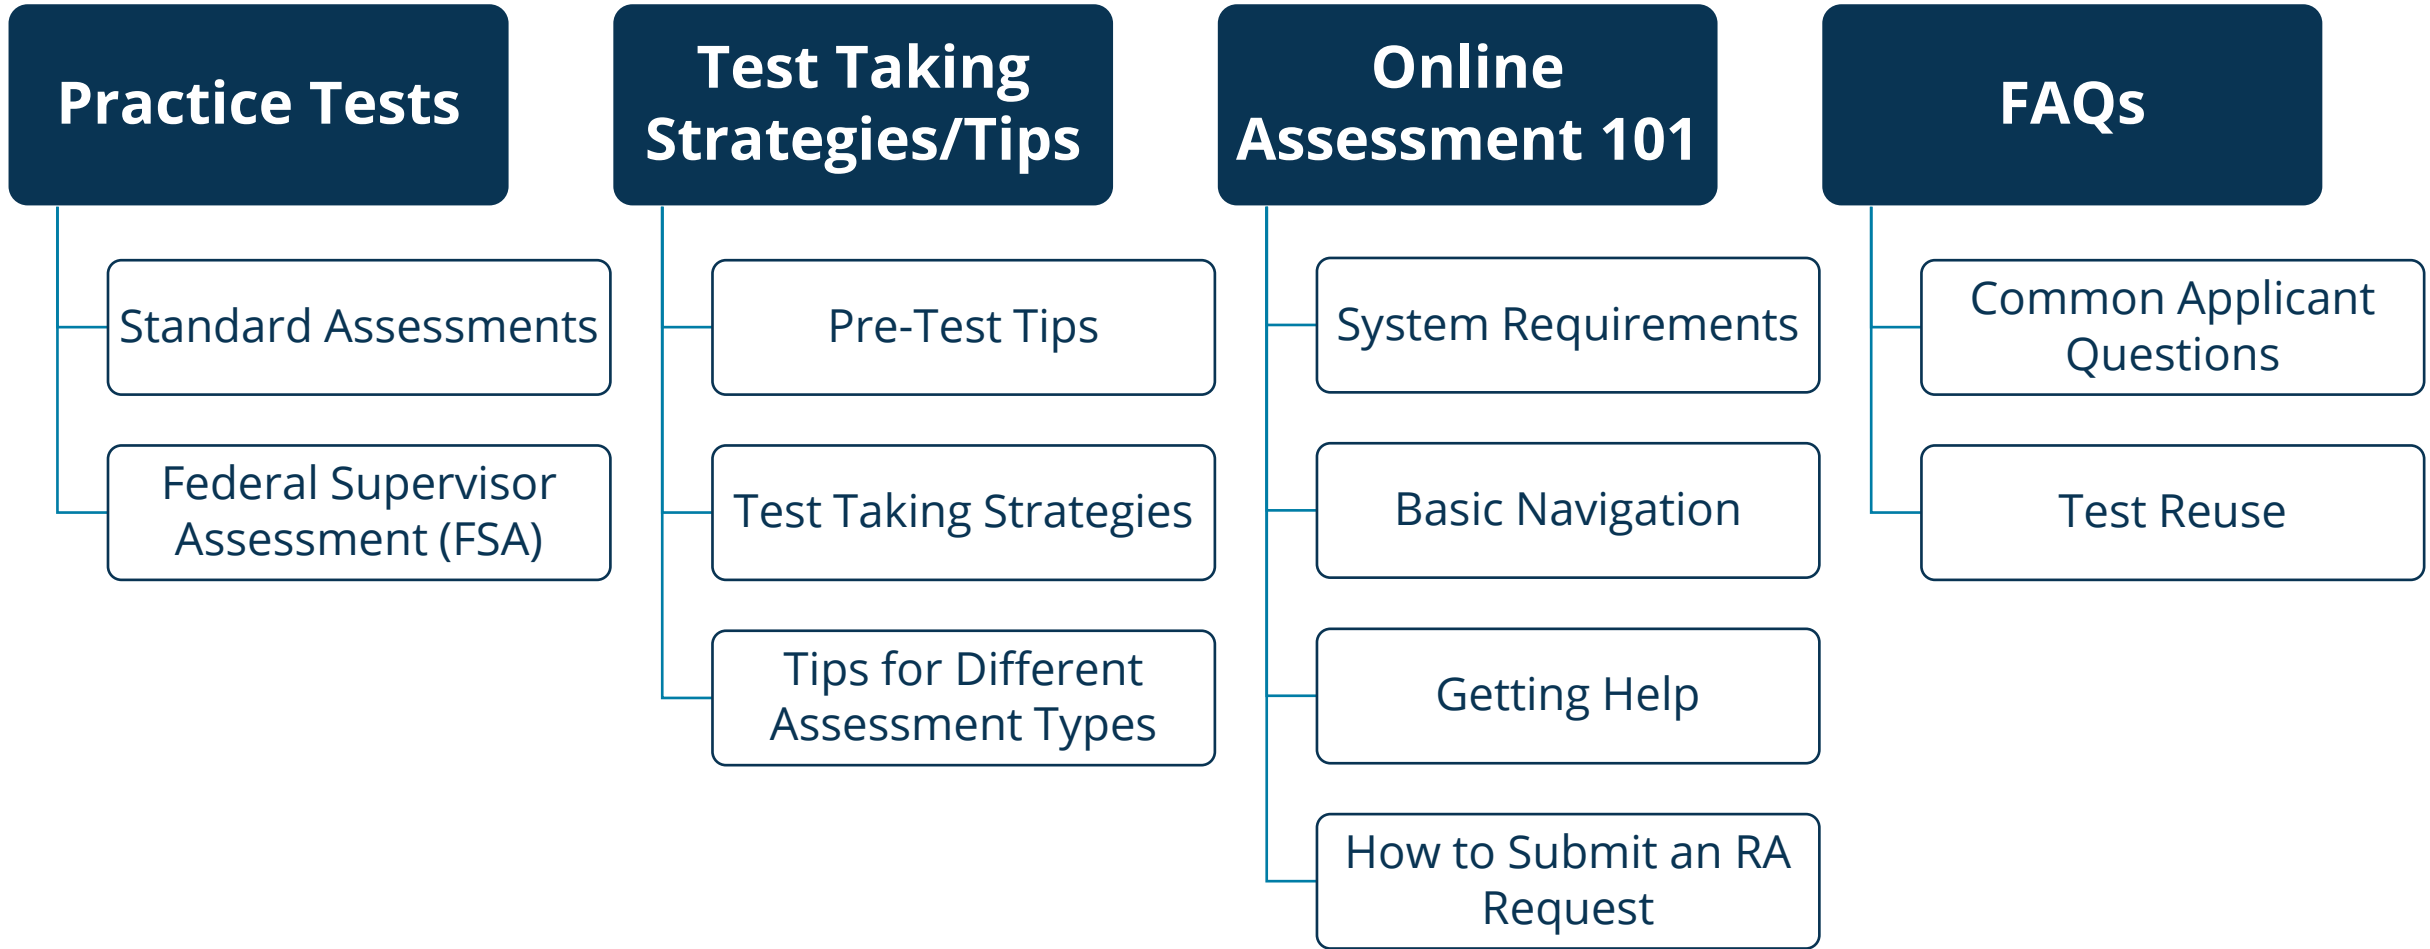 Practice Tests
Standard Assessments
Federal Supervisor
Assessment (FSA)
Test Taking
Strategies/Tips
Pre-Test Tips
Test Taking Strategies
Tips for Different
Assessment Types
Online
Assessment 101
System Requirements
Basic Navigation
Getting Help
How to Submit an RA
Request
FAQs
Common Applicant
Questions
Test Reuse